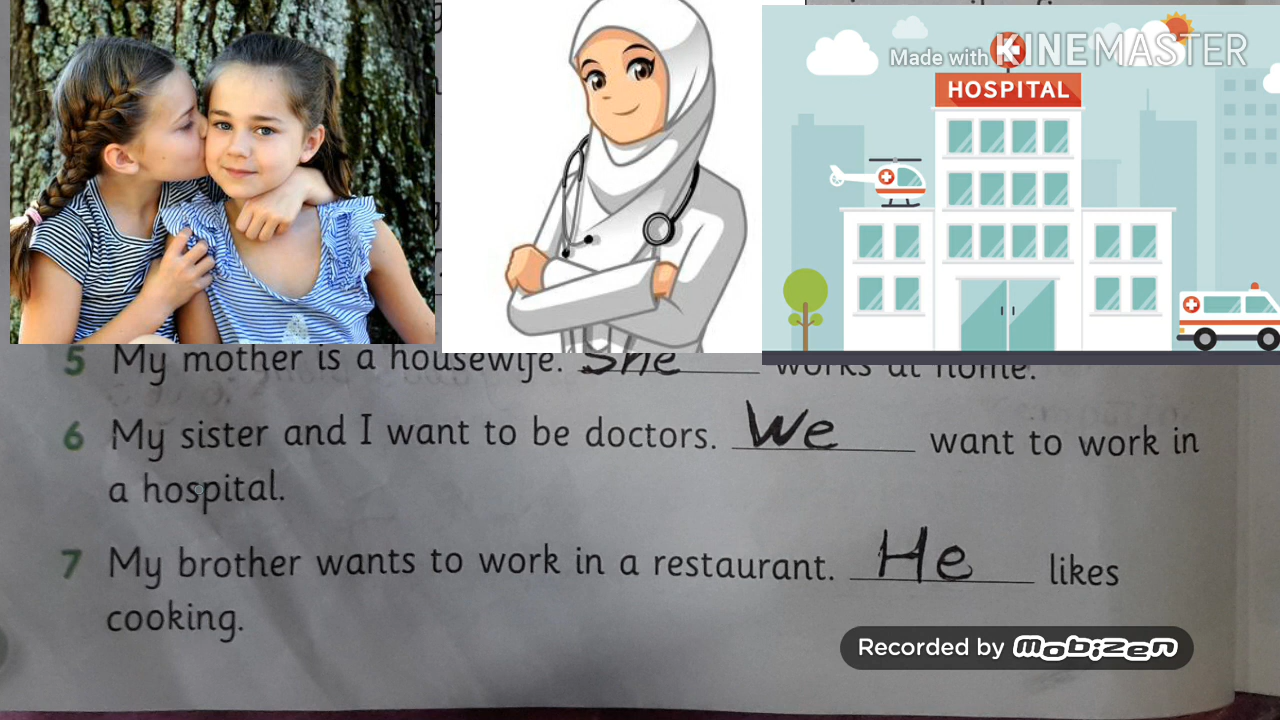 Made with KINEMASTER
HOSPITAL
5 My mother is a housewife. She works at home.
6 My sister and I want to be doctors. We want to work in
a hospital.
7 My brother wants to work in a restaurant. He likes
cooking.
Recorded by mobizen